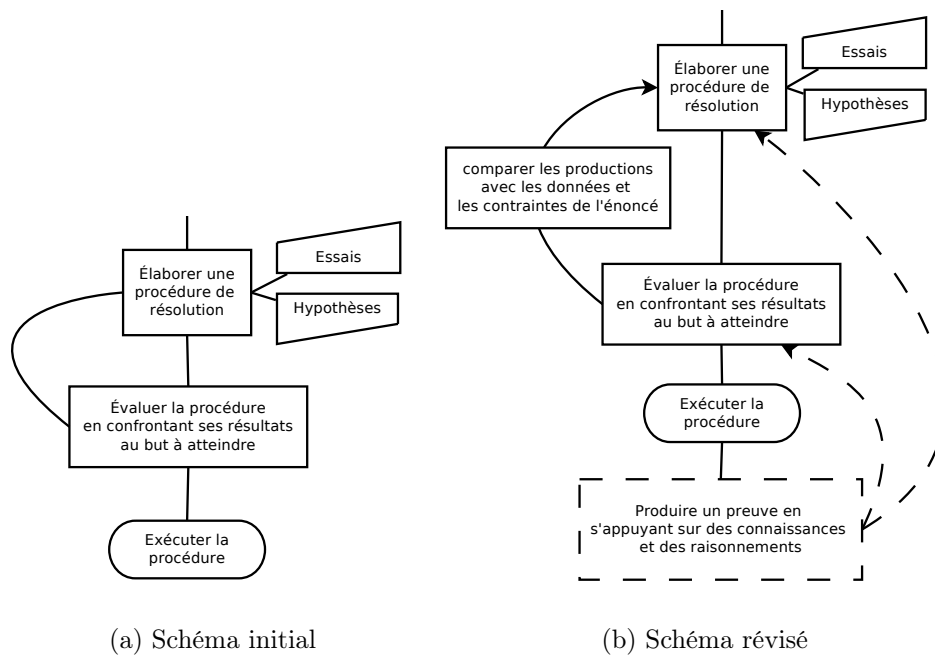 Élaborer une
procédure de
résolution
Essais
Hypothèses
Évaluer la procédure
en confrontant ses résultats
au but à atteindre
Exécuter la
procédure
(a) Schéma initial
Élaborer une
procédure de
résolution
Essais
Hypothèses
comparer les productions
avec les données et
les contraintes de l'énoncé
Évaluer la procédure
en confrontant ses résultats
au but à atteindre
Exécuter la
procédure
Produire un preuve en
s'appuyant sur des connaissances
et des raisonnements
(b) Schéma révisé